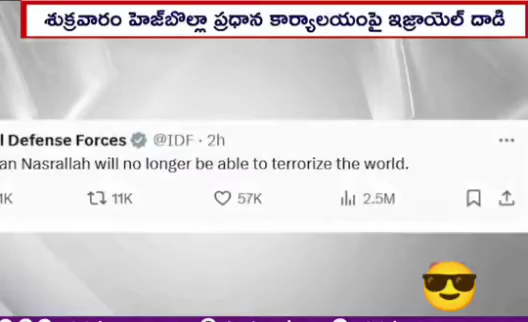 శుక్రవారం హెజ్‌బొల్లా ప్రధాన కార్యాలయంపై ఇజ్రాయెల్ దాడి
l Defense Forces @IDF · 2h
an Nasrallah will no longer be able to terrorize the world.
1K 11K 57K 2.5M